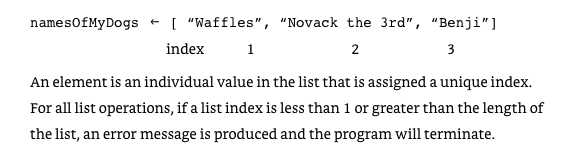 namesOfMyDogs ← [ “Waffles”, “Novack the 3rd”, “Benji”]
index 1 2 3
An element is an individual value in the list that is assigned a unique index.
For all list operations, if a list index is less than 1 or greater than the length of
the list, an error message is produced and the program will terminate.